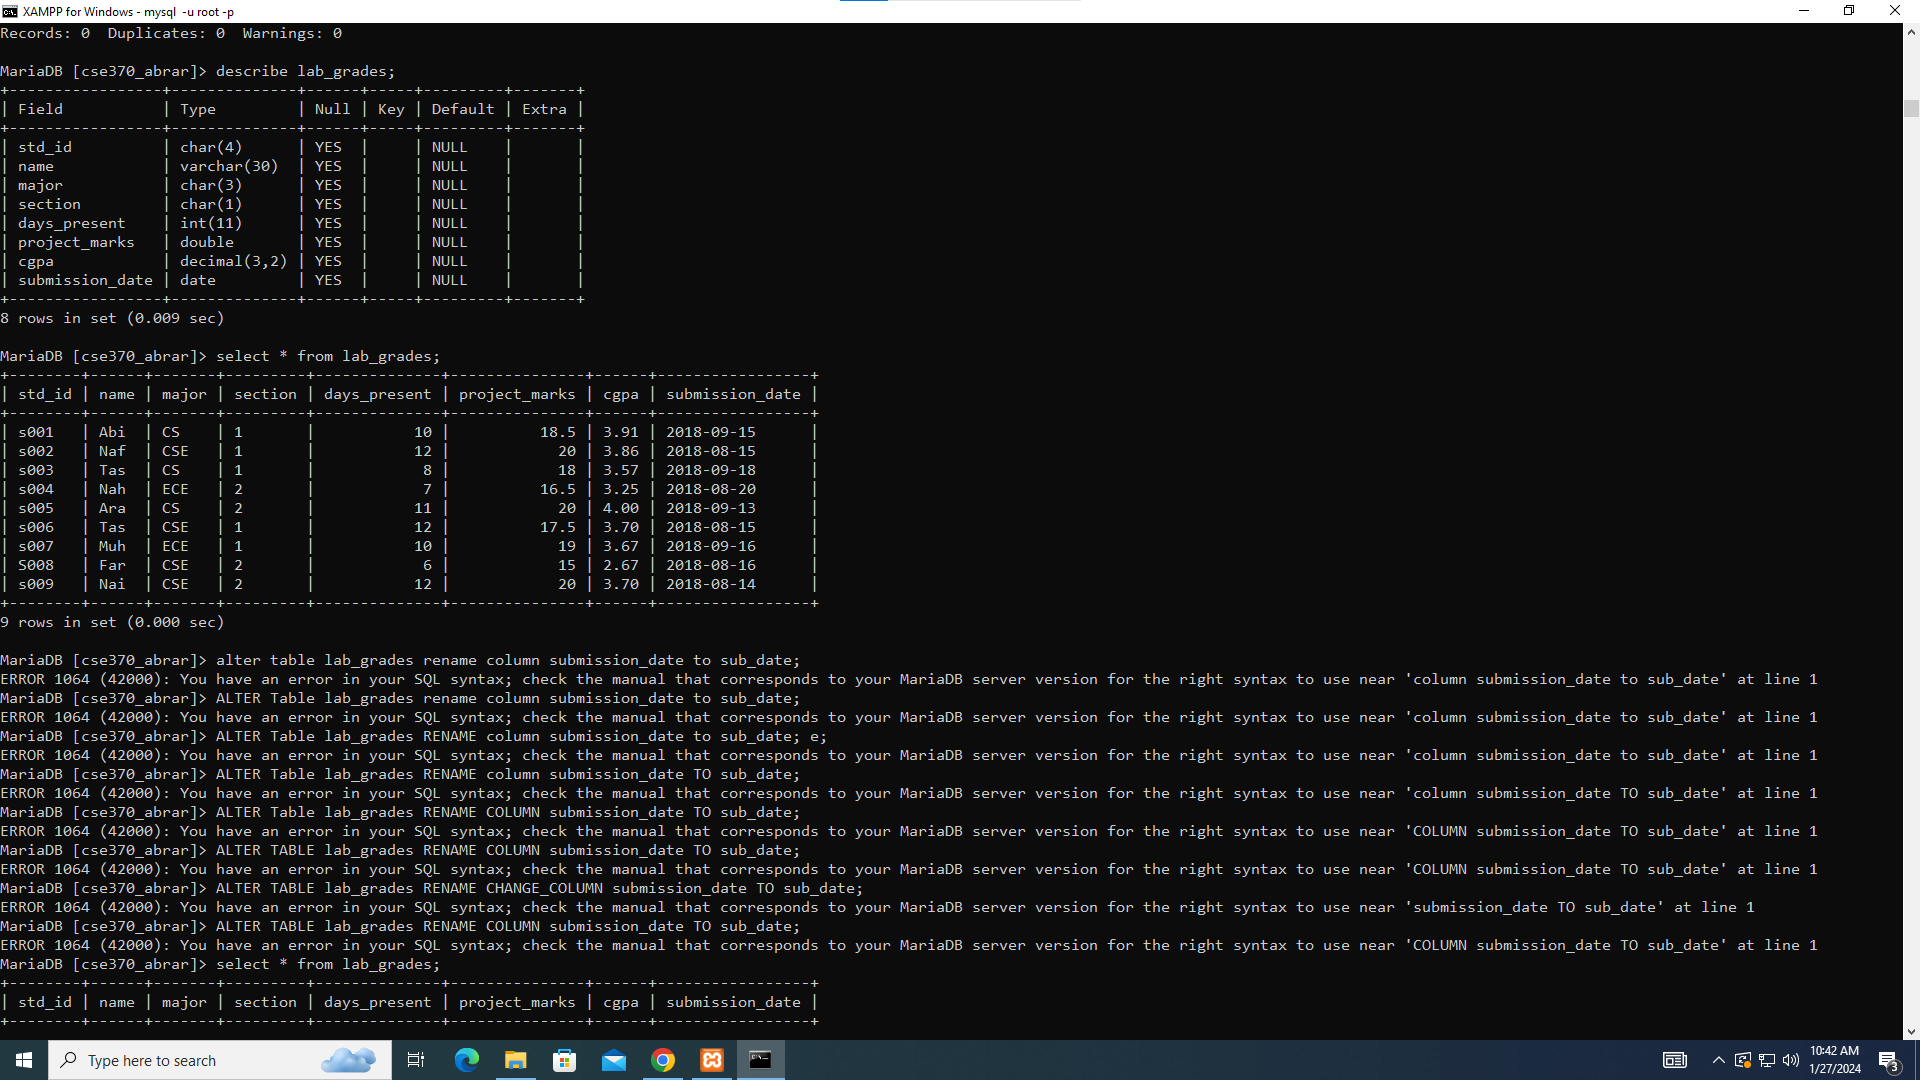 XAMPP for Windows - mysql  -u root -p
Records: 0  Duplicates: 0  Warnings: 0
MariaDB [cse370_abrar]> describe lab_grades;
+-----------------+--------------+------+-----+---------+-------+
| Field           | Type         | Null | Key | Default | Extra |
+-----------------+--------------+------+-----+---------+-------+
| std_id          | char(4)      | YES  |     | NULL    |       |
| name            | varchar(30)  | YES  |     | NULL    |       |
| major           | char(3)      | YES  |     | NULL    |       |
| section         | char(1)      | YES  |     | NULL    |       |
| days_present    | int(11)      | YES  |     | NULL    |       |
| project_marks   | double       | YES  |     | NULL    |       |
| cgpa            | decimal(3,2) | YES  |     | NULL    |       |
| submission_date | date         | YES  |     | NULL    |       |
+-----------------+--------------+------+-----+---------+-------+
8 rows in set (0.009 sec)
MariaDB [cse370_abrar]> select * from lab_grades;
+--------+------+-------+---------+--------------+---------------+------+-----------------+
| std_id | name | major | section | days_present | project_marks | cgpa | submission_date |
+--------+------+-------+---------+--------------+---------------+------+-----------------+
| s001   | Abi  | CS    | 1       |           10 |          18.5 | 3.91 | 2018-09-15      |
| s002   | Naf  | CSE   | 1       |           12 |            20 | 3.86 | 2018-08-15      |
| s003   | Tas  | CS    | 1       |            8 |            18 | 3.57 | 2018-09-18      |
| s004   | Nah  | ECE   | 2       |            7 |          16.5 | 3.25 | 2018-08-20      |
| s005   | Ara  | CS    | 2       |           11 |            20 | 4.00 | 2018-09-13      |
| s006   | Tas  | CSE   | 1       |           12 |          17.5 | 3.70 | 2018-08-15      |
| s007   | Muh  | ECE   | 1       |           10 |            19 | 3.67 | 2018-09-16      |
| S008   | Far  | CSE   | 2       |            6 |            15 | 2.67 | 2018-08-16      |
| s009   | Nai  | CSE   | 2       |           12 |            20 | 3.70 | 2018-08-14      |
+--------+------+-------+---------+--------------+---------------+------+-----------------+
9 rows in set (0.000 sec)
MariaDB [cse370_abrar]> alter table lab_grades rename column submission_date to sub_date;
ERROR 1064 (42000): You have an error in your SQL syntax; check the manual that corresponds to your MariaDB server version for the right syntax to use near 'column submission_date to sub_date' at line 1
MariaDB [cse370_abrar]> ALTER Table lab_grades rename column submission_date to sub_date;
ERROR 1064 (42000): You have an error in your SQL syntax; check the manual that corresponds to your MariaDB server version for the right syntax to use near 'column submission_date to sub_date' at line 1
MariaDB [cse370_abrar]> ALTER Table lab_grades RENAME column submission_date to sub_date; e;
ERROR 1064 (42000): You have an error in your SQL syntax; check the manual that corresponds to your MariaDB server version for the right syntax to use near 'column submission_date to sub_date' at line 1
MariaDB [cse370_abrar]> ALTER Table lab_grades RENAME column submission_date TO sub_date;
ERROR 1064 (42000): You have an error in your SQL syntax; check the manual that corresponds to your MariaDB server version for the right syntax to use near 'column submission_date TO sub_date' at line 1
MariaDB [cse370_abrar]> ALTER Table lab_grades RENAME COLUMN submission_date TO sub_date;
ERROR 1064 (42000): You have an error in your SQL syntax; check the manual that corresponds to your MariaDB server version for the right syntax to use near 'COLUMN submission_date TO sub_date' at line 1
MariaDB [cse370_abrar]> ALTER TABLE lab_grades RENAME COLUMN submission_date TO sub_date;
ERROR 1064 (42000): You have an error in your SQL syntax; check the manual that corresponds to your MariaDB server version for the right syntax to use near 'COLUMN submission_date TO sub_date' at line 1
MariaDB [cse370_abrar]> ALTER TABLE lab_grades RENAME CHANGE_COLUMN submission_date TO sub_date;
ERROR 1064 (42000): You have an error in your SQL syntax; check the manual that corresponds to your MariaDB server version for the right syntax to use near 'submission_date TO sub_date' at line 1
MariaDB [cse370_abrar]> ALTER TABLE lab_grades RENAME COLUMN submission_date TO sub_date;
ERROR 1064 (42000): You have an error in your SQL syntax; check the manual that corresponds to your MariaDB server version for the right syntax to use near 'COLUMN submission_date TO sub_date' at line 1
MariaDB [cse370_abrar]> select * from lab_grades;
+--------+------+-------+---------+--------------+---------------+------+-----------------+
| std_id | name | major | section | days_present | project_marks | cgpa | submission_date |
+--------+------+-------+---------+--------------+---------------+------+-----------------+
Type here to search
10:42 AM
1/27/2024
3